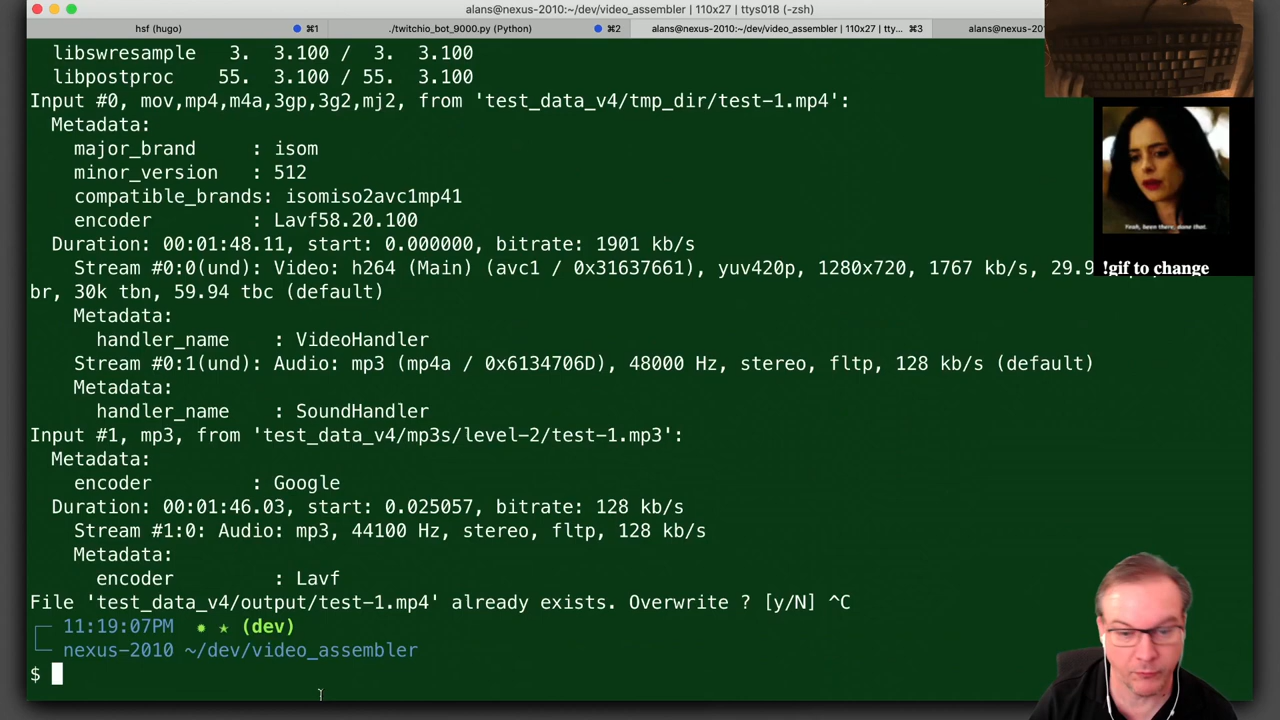 alans@nexus-2010:~/dev/video_assembler | 110x27 | ttys018 (-zsh)
hsf (hugo) ⌘1 ./twitchio_bot_9000.py (Python) ⌘2 alans@nexus-2010:~/dev/video_assembler | 110x27 | tty... ⌘3 alans@nexus-201
libswresample 3. 3.100 / 3. 3.100
libpostproc 55. 3.100 / 55. 3.100
Input #0, mov,mp4,m4a,3gp,3g2,mj2, from 'test_data_v4/tmp_dir/test-1.mp4':
Metadata:
major_brand : isom
minor_version : 512
compatible_brands: isomiso2avc1mp41
encoder : Lavf58.20.100
Duration: 00:01:48.11, start: 0.000000, bitrate: 1901 kb/s
Stream #0:0(und): Video: h264 (Main) (avc1 / 0x31637661), yuv420p, 1280x720, 1767 kb/s, 29.9
br, 30k tbn, 59.94 tbc (default)
Metadata:
handler_name : VideoHandler
Stream #0:1(und): Audio: mp3 (mp4a / 0x6134706D), 48000 Hz, stereo, fltp, 128 kb/s (default)
Metadata:
handler_name : SoundHandler
Input #1, mp3, from 'test_data_v4/mp3s/level-2/test-1.mp3':
Metadata:
encoder : Google
Duration: 00:01:46.03, start: 0.025057, bitrate: 128 kb/s
Stream #1:0: Audio: mp3, 44100 Hz, stereo, fltp, 128 kb/s
Metadata:
encoder : Lavf
File 'test_data_v4/output/test-1.mp4' already exists. Overwrite ? [y/N] ^C
11:19:07PM ★ (dev)
nexus-2010 ~/dev/video_assembler
$
Yeah, been there, done that.
!gif to change